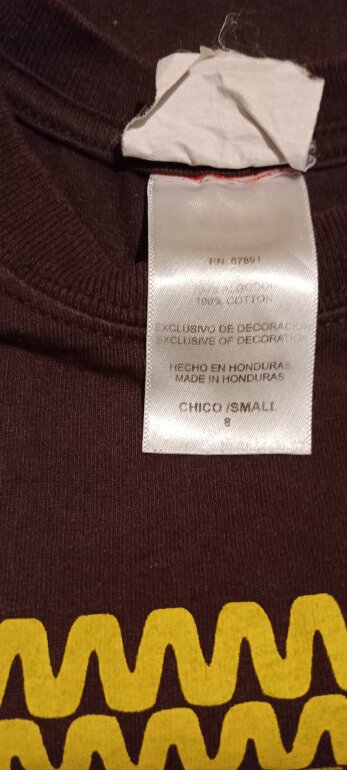 RN. 87891
100% ALGODON
100% COTTON
EXCLUSIVO DE DECORACION
EXCLUSIVE OF DECORATION
HECHO EN HONDURAS
MADE IN HONDURAS
CHICO /SMALL
8